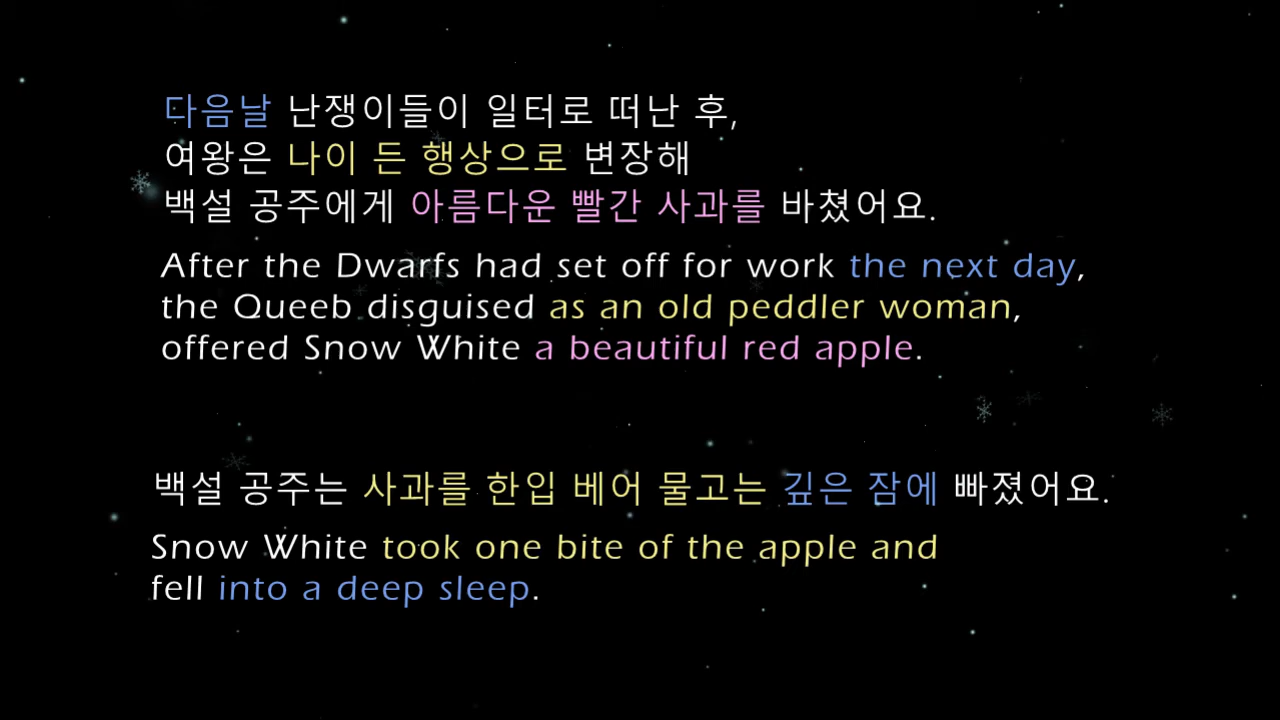 다음날 난쟁이들이 일터로 떠난 후,
여왕은 나이 든 행상으로 변장해
백설 공주에게 아름다운 빨간 사과를 바쳤어요.
After the Dwarfs had set off for work the next day,
the Queeb disguised as an old peddler woman,
offered Snow White a beautiful red apple.
백설 공주는 사과를 한입 베어 물고는 깊은 잠에 빠졌어요.
Snow White took one bite of the apple and
fell into a deep sleep.